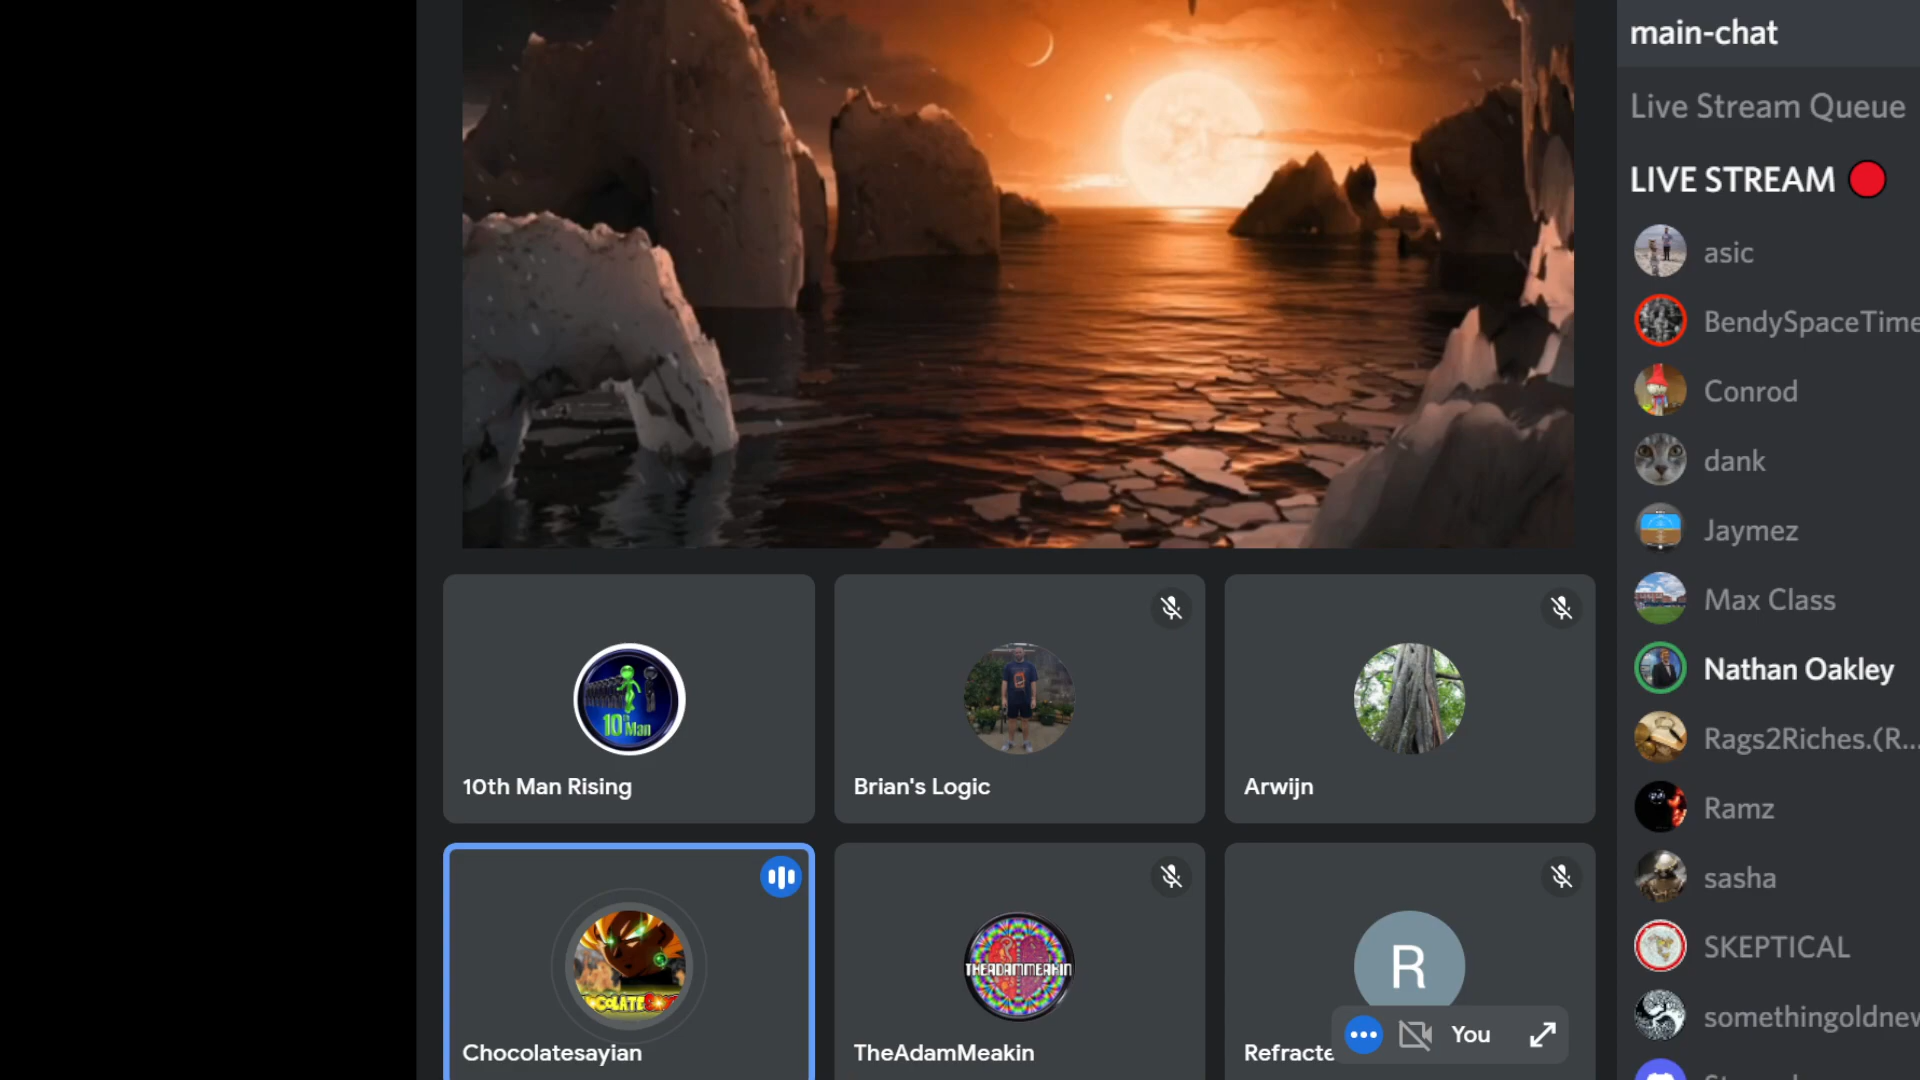 main-chat
Live Stream Queue
LIVE STREAM
asic
BendySpaceTime
Conrod
dank
Jaymez
Max Class
Nathan Oakley
Rags2Riches.(R...
Ramz
sasha
SKEPTICAL
somethingoldnew
10th Man
10th Man Rising
Brian's Logic
Arwijn
Chocolatesayian
THEADAMMEAKIN
TheAdamMeakin
R
Refracte
You